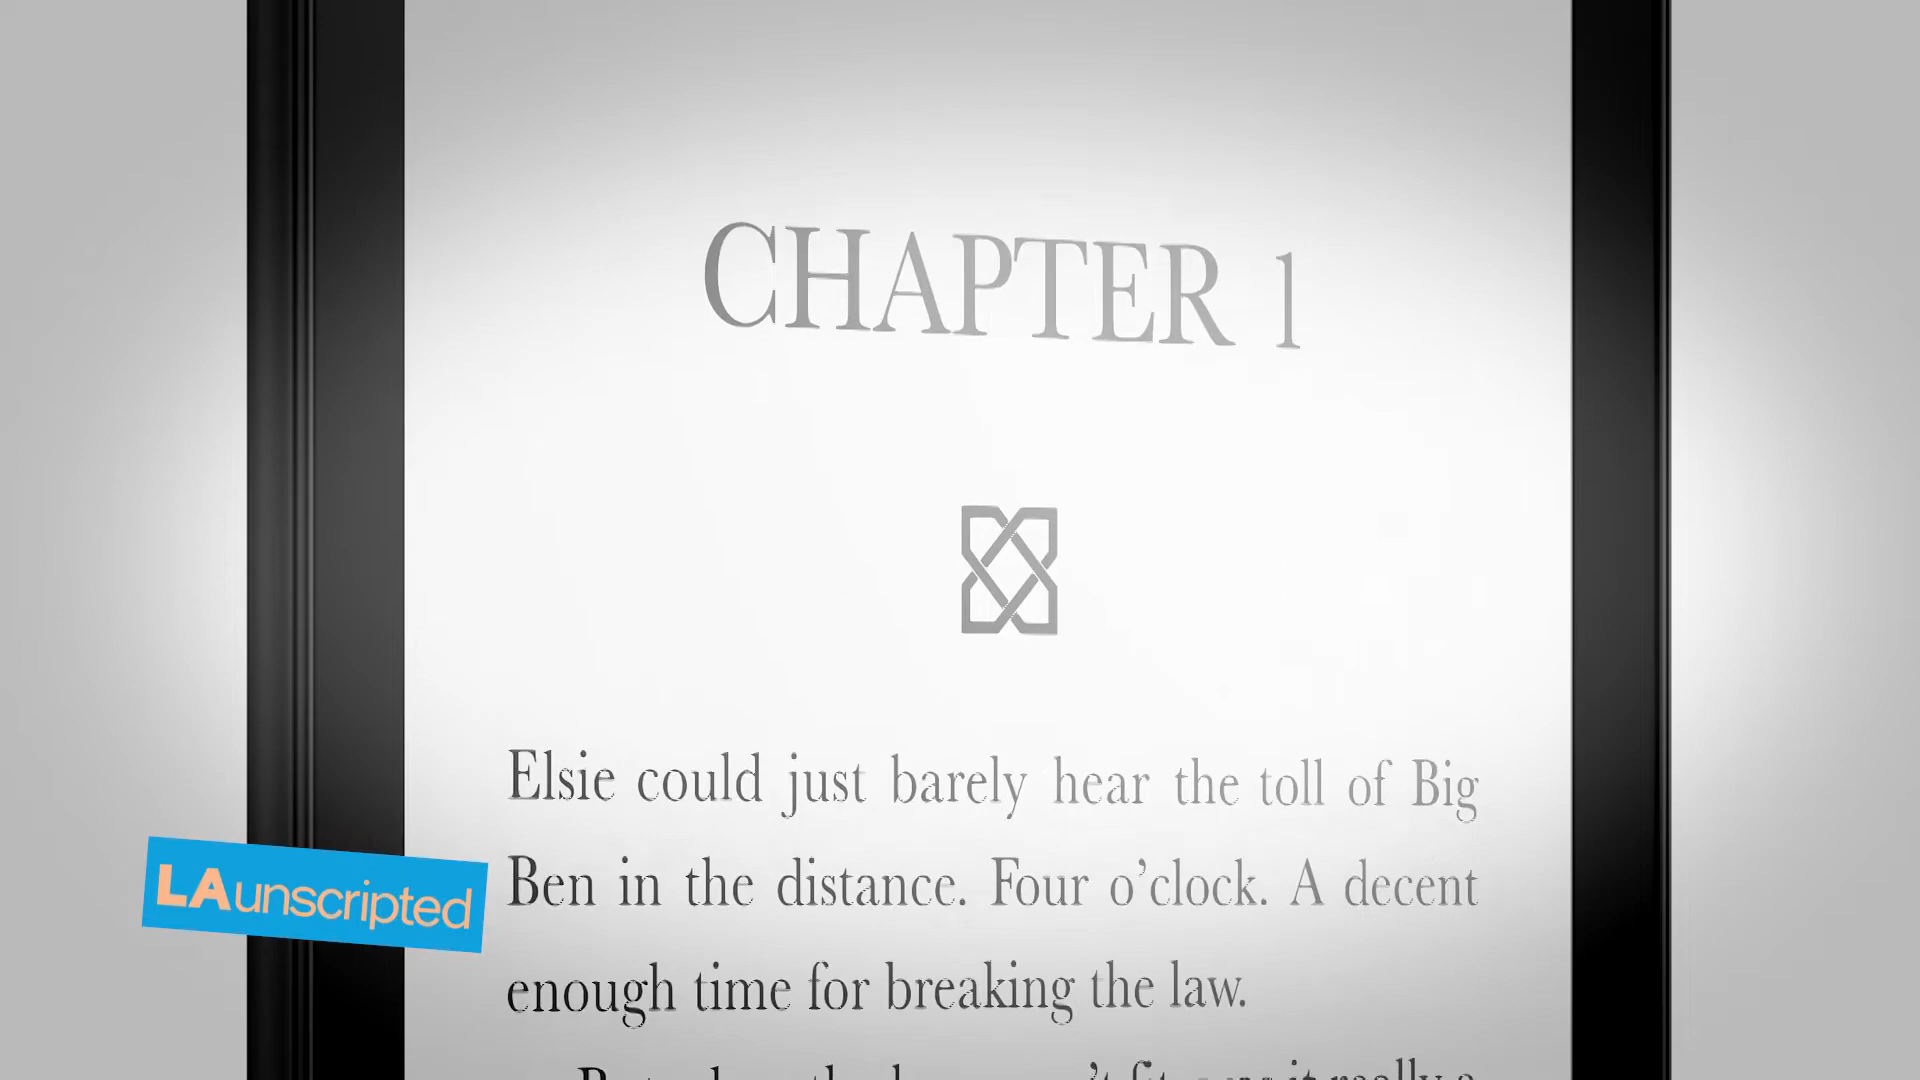 CHAPTER 1
Elsie could just barely hear the toll of Big
Ben in the distance. Four o’clock. A decent
enough time for breaking the law.
LAunscripted